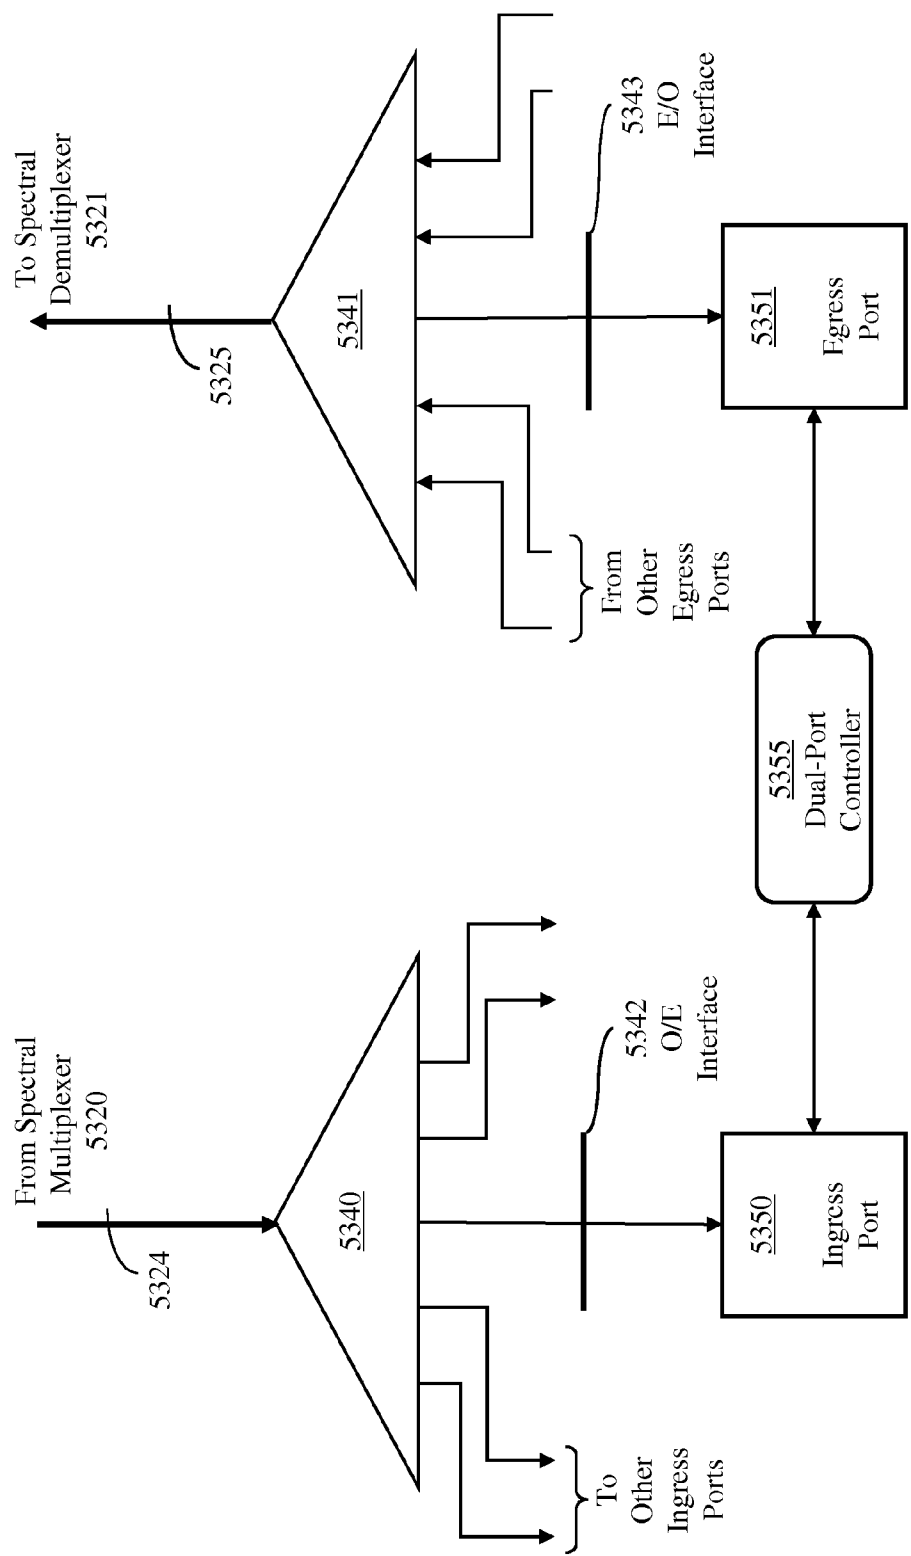 From Spectral
Multiplexer
5320
5324
5340
To
Other
Ingress
Ports
5342
O/E
Interface
5350
Ingress
Port
5355
Dual-Port
Controller
To Spectral
Demultiplexer
5321
5325
5341
From
Other
Egress
Ports
5343
E/O
Interface
5351
Egress
Port